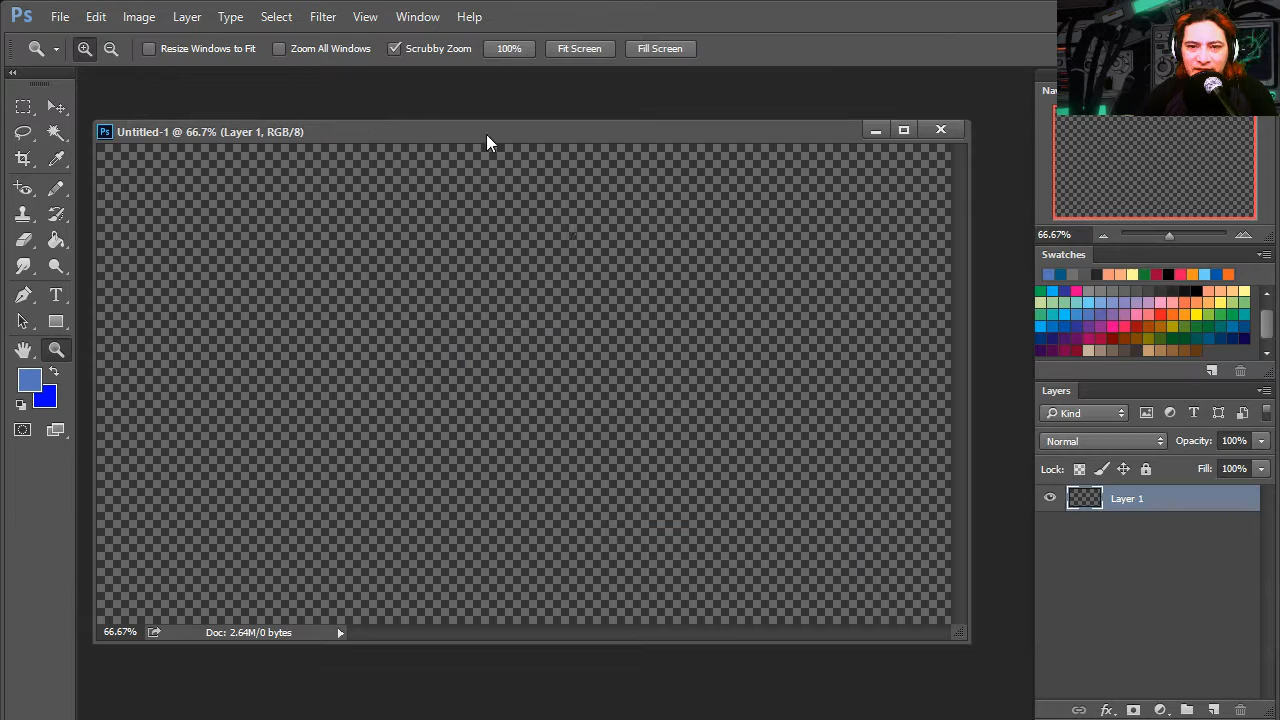 Ps File Edit Image Layer Type Select Filter View Window Help
Resize Windows to Fit Zoom All Windows Scrubby Zoom 100% Fit Screen Fill Screen
Ps Untitled-1 @ 66.7% (Layer 1, RGB/8)
66.67% Doc: 2.64M/0 bytes
66.67%
Swatches
Layers
Kind
Normal Opacity: 100%
Lock: Fill: 100%
Layer 1